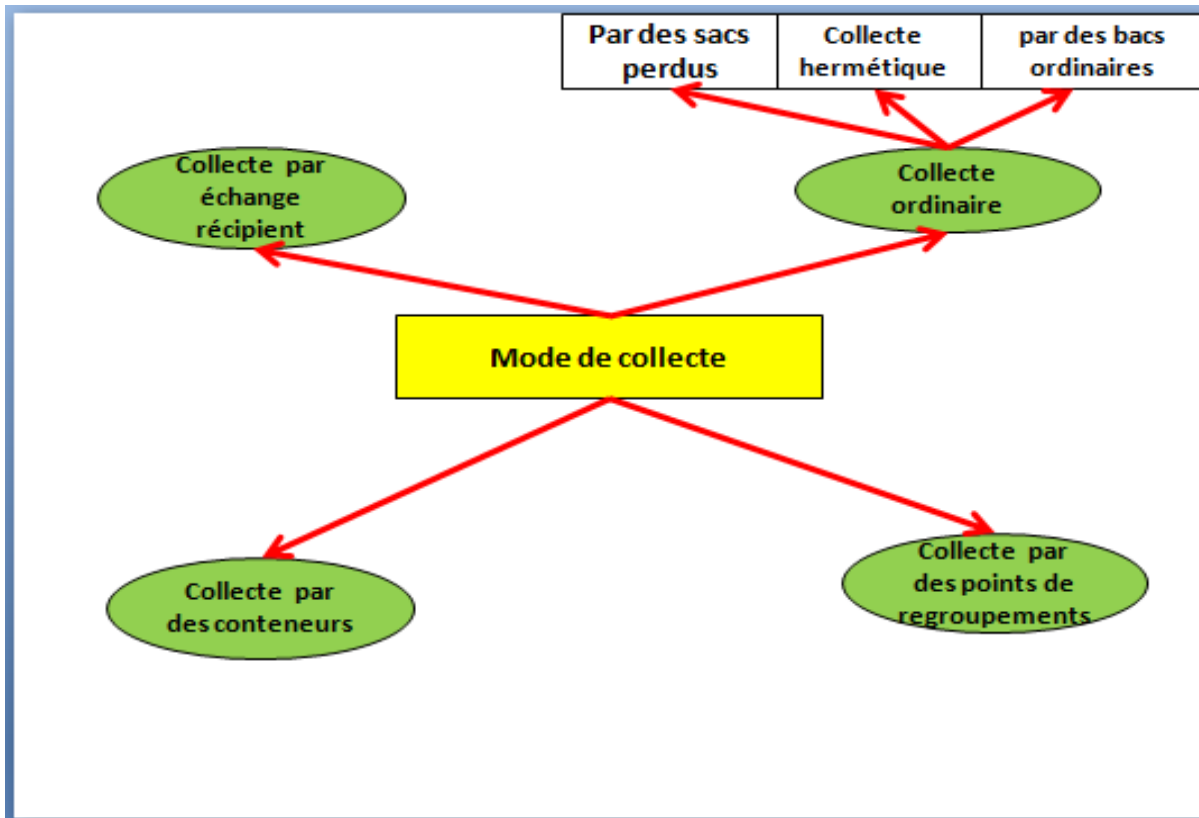 Par des sacs
perdus
Collecte
hermétique
par des bacs
ordinaires
Collecte par
échange
récipient
Collecte
ordinaire
Mode de collecte
Collecte par
des conteneurs
Collecte par
des points de
regroupements